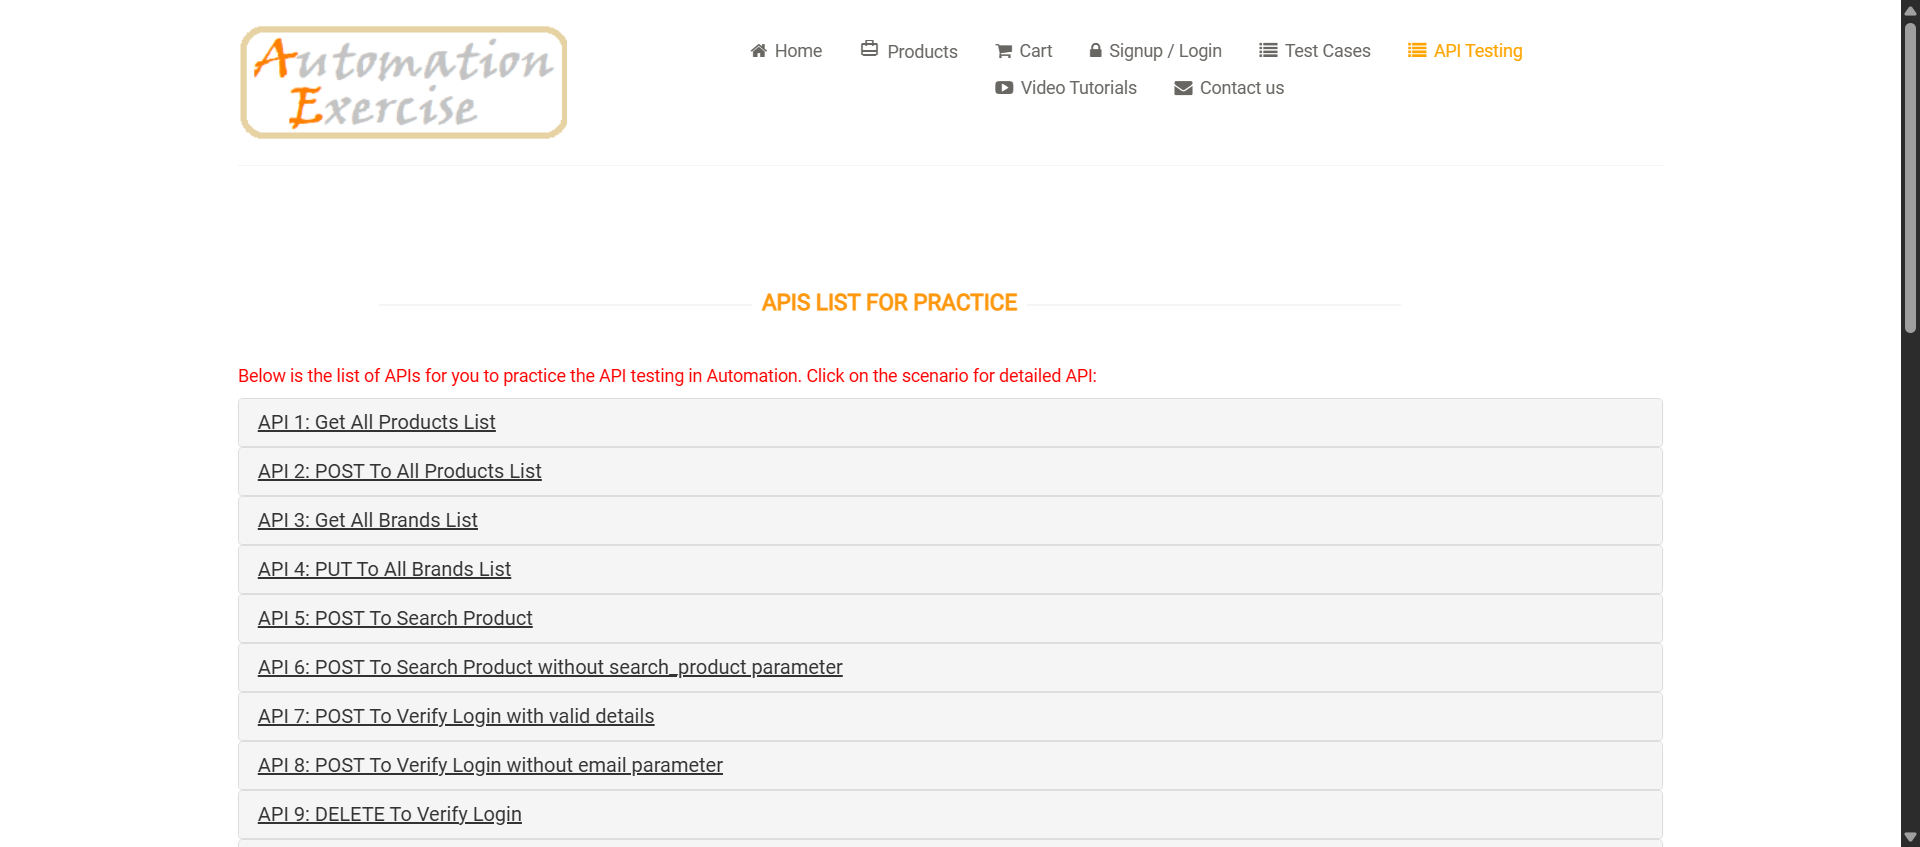 Automation
Exercise
Home Products Cart Signup / Login Test Cases API Testing
Video Tutorials Contact us
APIS LIST FOR PRACTICE
Below is the list of APIs for you to practice the API testing in Automation. Click on the scenario for detailed API:
API 1: Get All Products List
API 2: POST To All Products List
API 3: Get All Brands List
API 4: PUT To All Brands List
API 5: POST To Search Product
API 6: POST To Search Product without search_product parameter
API 7: POST To Verify Login with valid details
API 8: POST To Verify Login without email parameter
API 9: DELETE To Verify Login